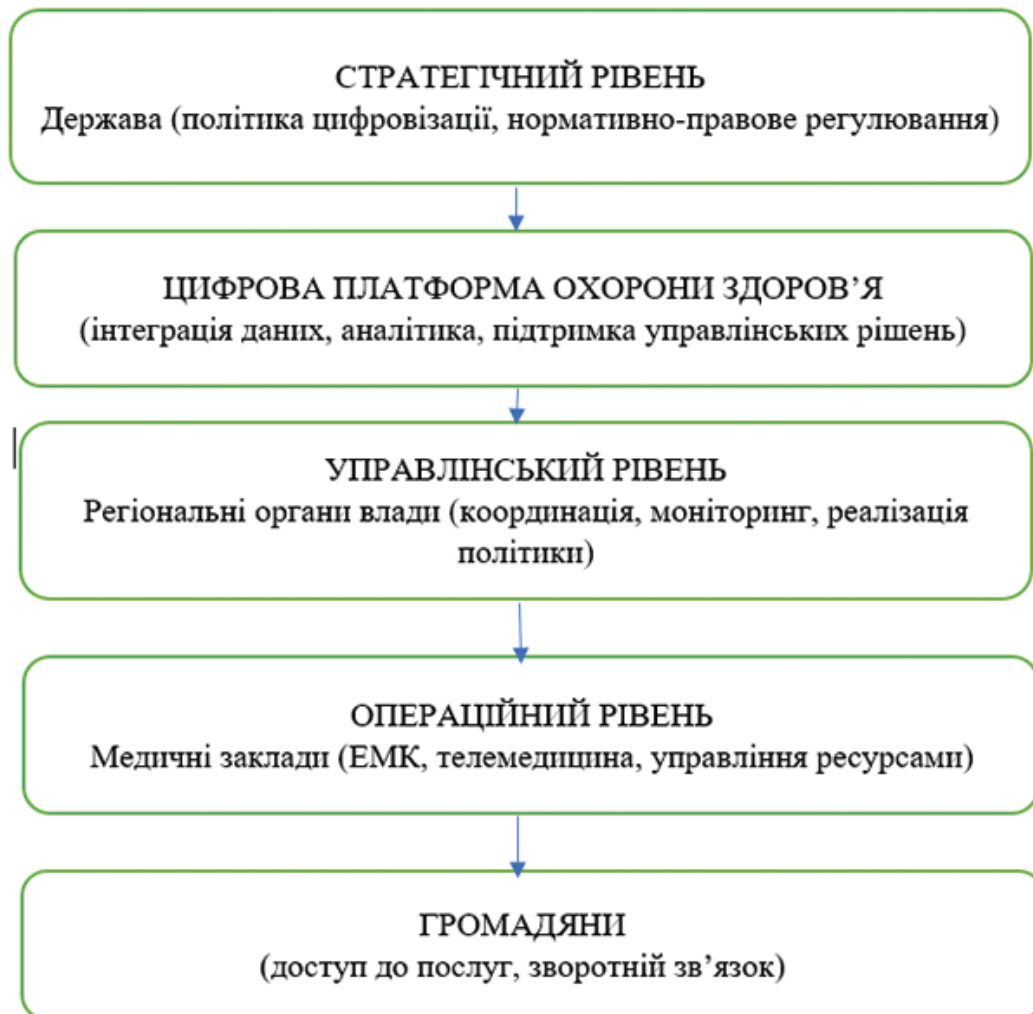 СТРАТЕГІЧНИЙ РІВЕНЬ
Держава (політика цифровізації, нормативно-правове регулювання)
ЦИФРОВА ПЛАТФОРМА ОХОРОНИ ЗДОРОВ’Я
(інтеграція даних, аналітика, підтримка управлінських рішень)
УПРАВЛІНСЬКИЙ РІВЕНЬ
Регіональні органи влади (координація, моніторинг, реалізація
політики)
ОПЕРАЦІЙНИЙ РІВЕНЬ
Медичні заклади (ЕМК, телемедицина, управління ресурсами)
ГРОМАДЯНИ
(доступ до послуг, зворотній зв’язок)